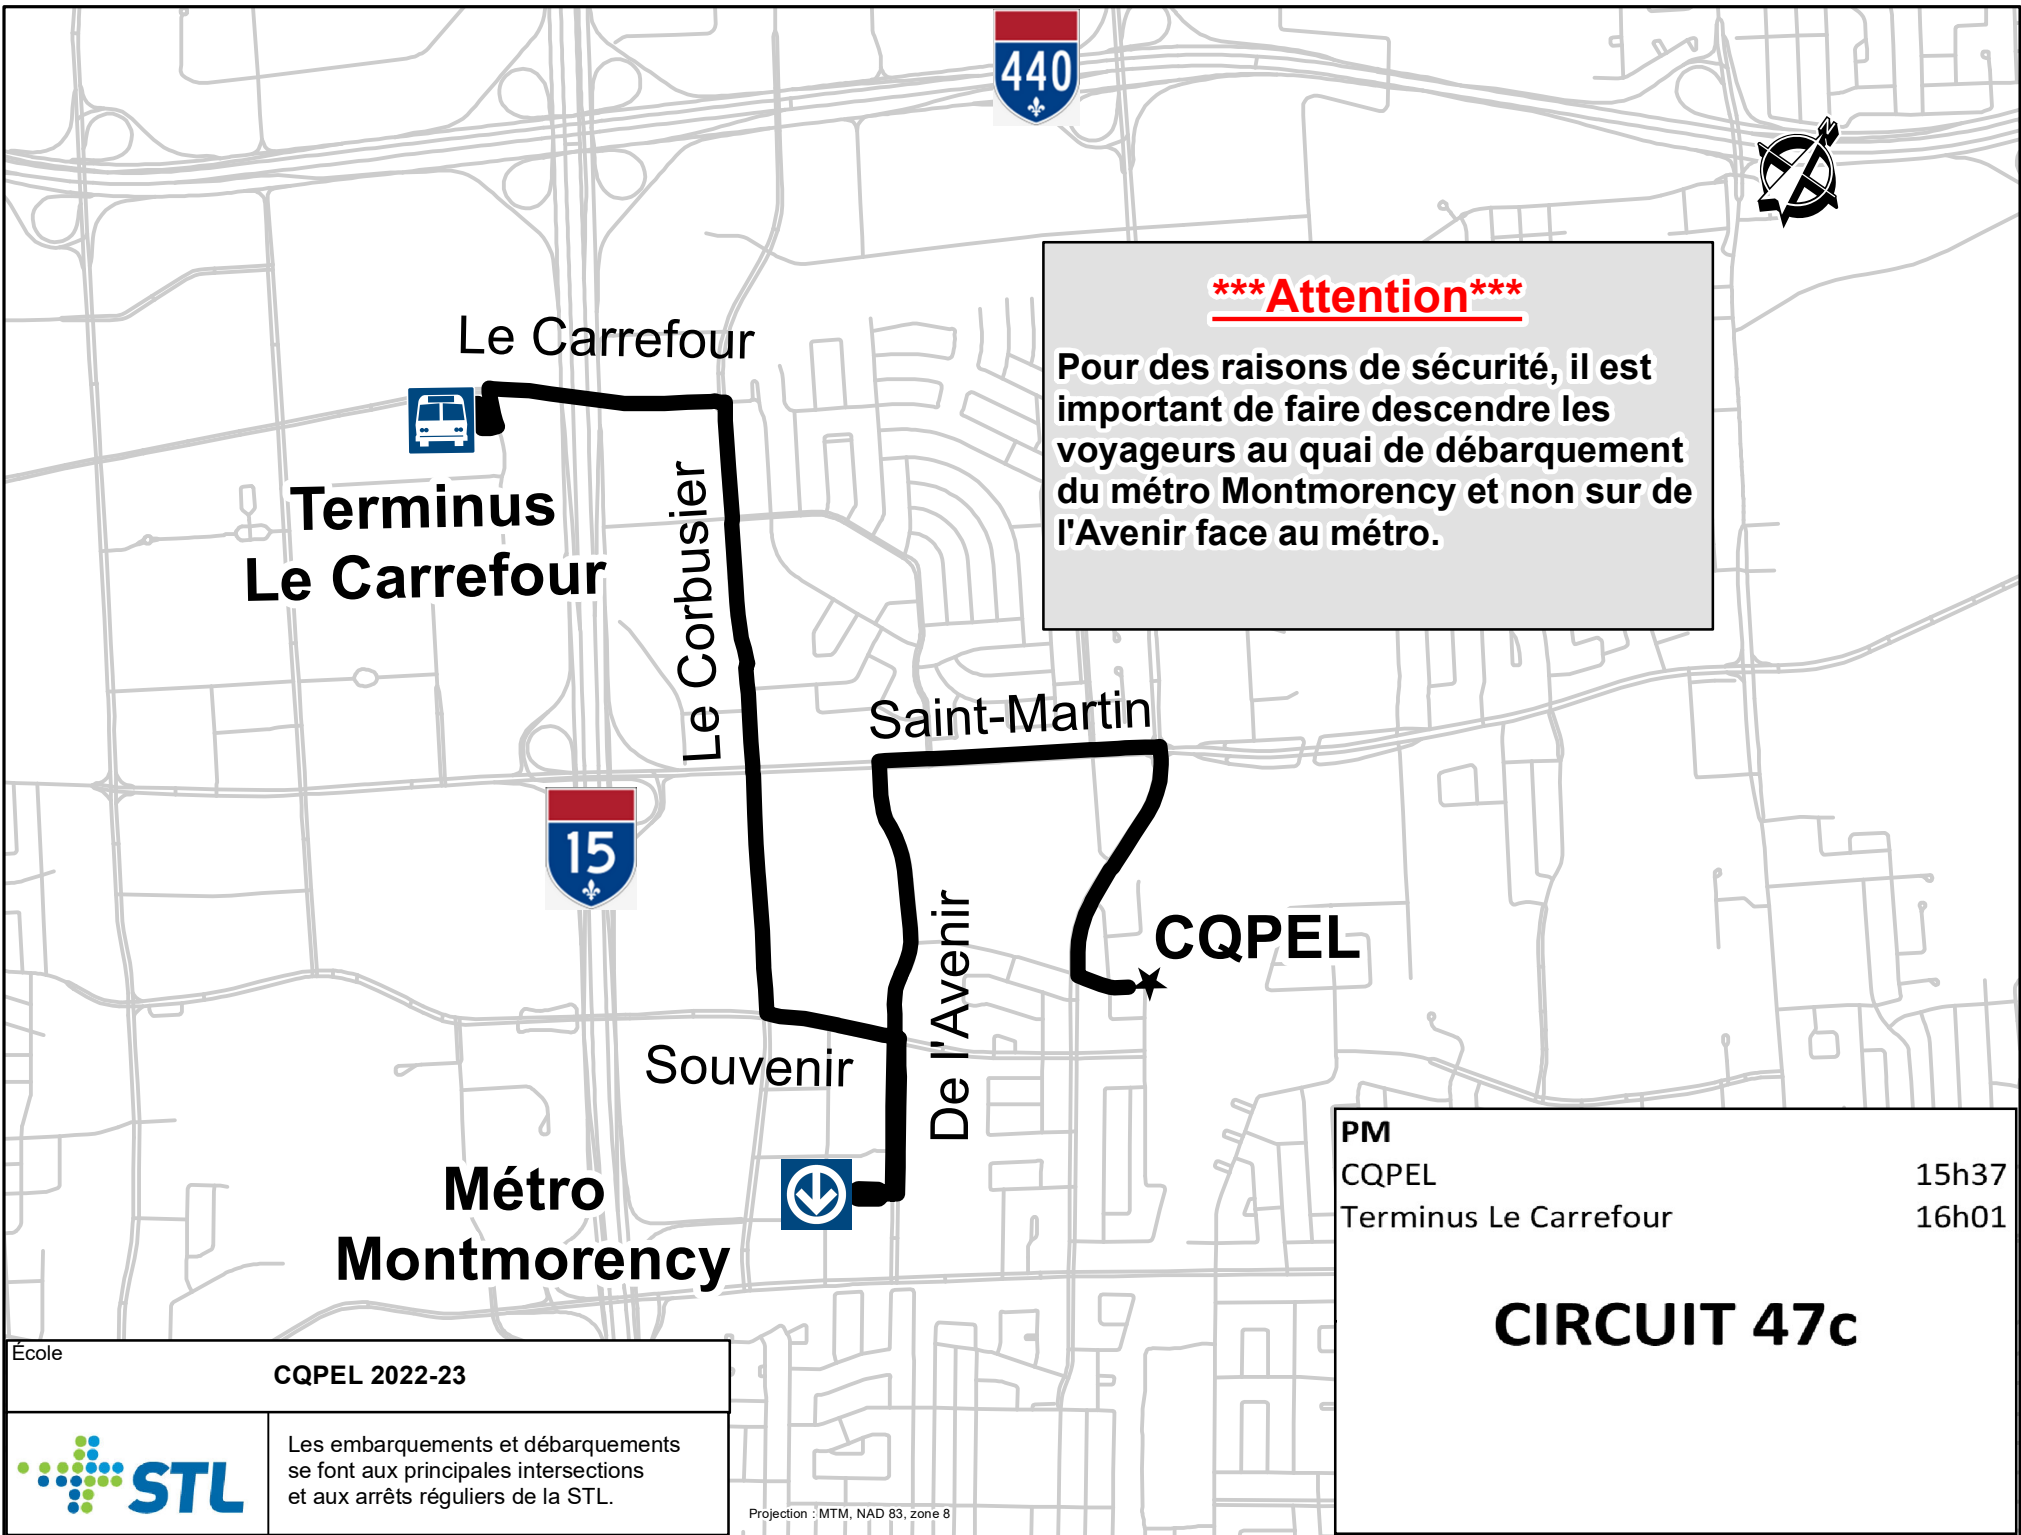 440
N
***Attention***
Pour des raisons de sécurité, il est
important de faire descendre les
voyageurs au quai de débarquement
du métro Montmorency et non sur de
l'Avenir face au métro.
Le Carrefour
Terminus
Le Carrefour
Le Corbusier
Saint-Martin
15
De l'Avenir
CQPEL
Souvenir
Métro
Montmorency
PM
CQPEL 15h37
Terminus Le Carrefour 16h01
CIRCUIT 47c
École
CQPEL 2022-23
STL
Les embarquements et débarquements
se font aux principales intersections
et aux arrêts réguliers de la STL.
Projection : MTM, NAD 83, zone 8